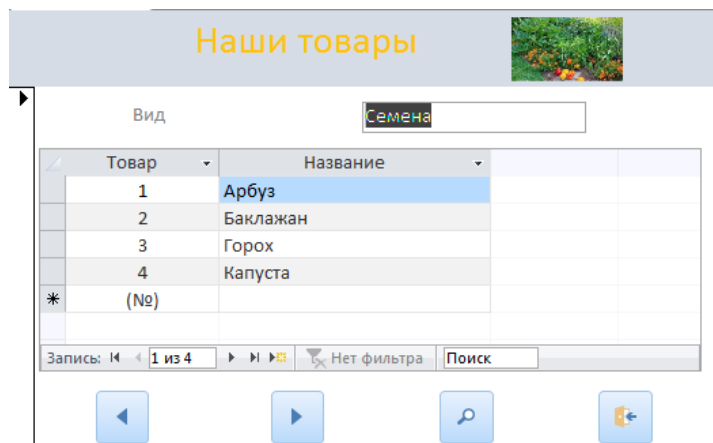 Наши товары
Вид Семена
Товар Название
1 Арбуз
2 Баклажан
3 Горох
4 Капуста
(№)
Запись: 1 из 4 Нет фильтра Поиск